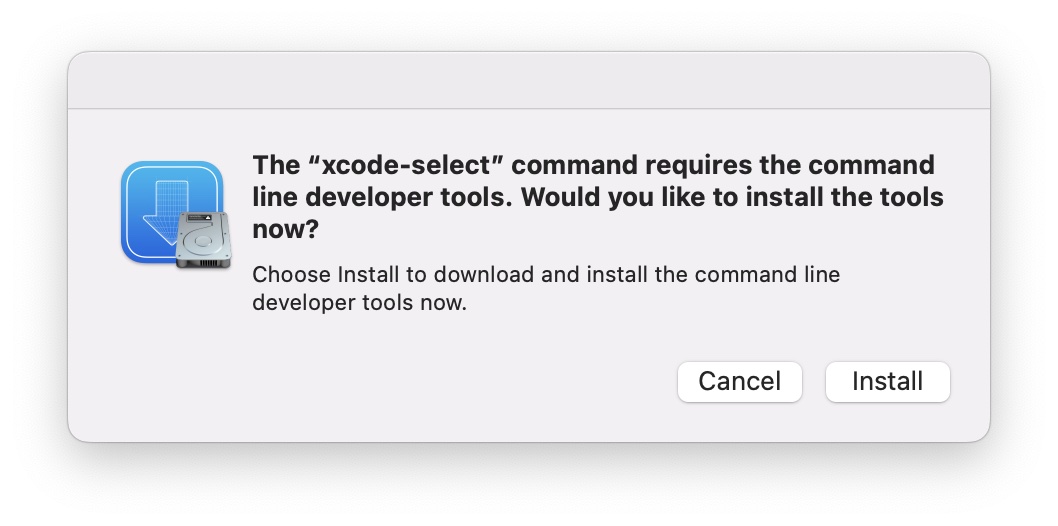 The “xcode-select” command requires the command
line developer tools. Would you like to install the tools
now?
Choose Install to download and install the command line
developer tools now.
Cancel
Install